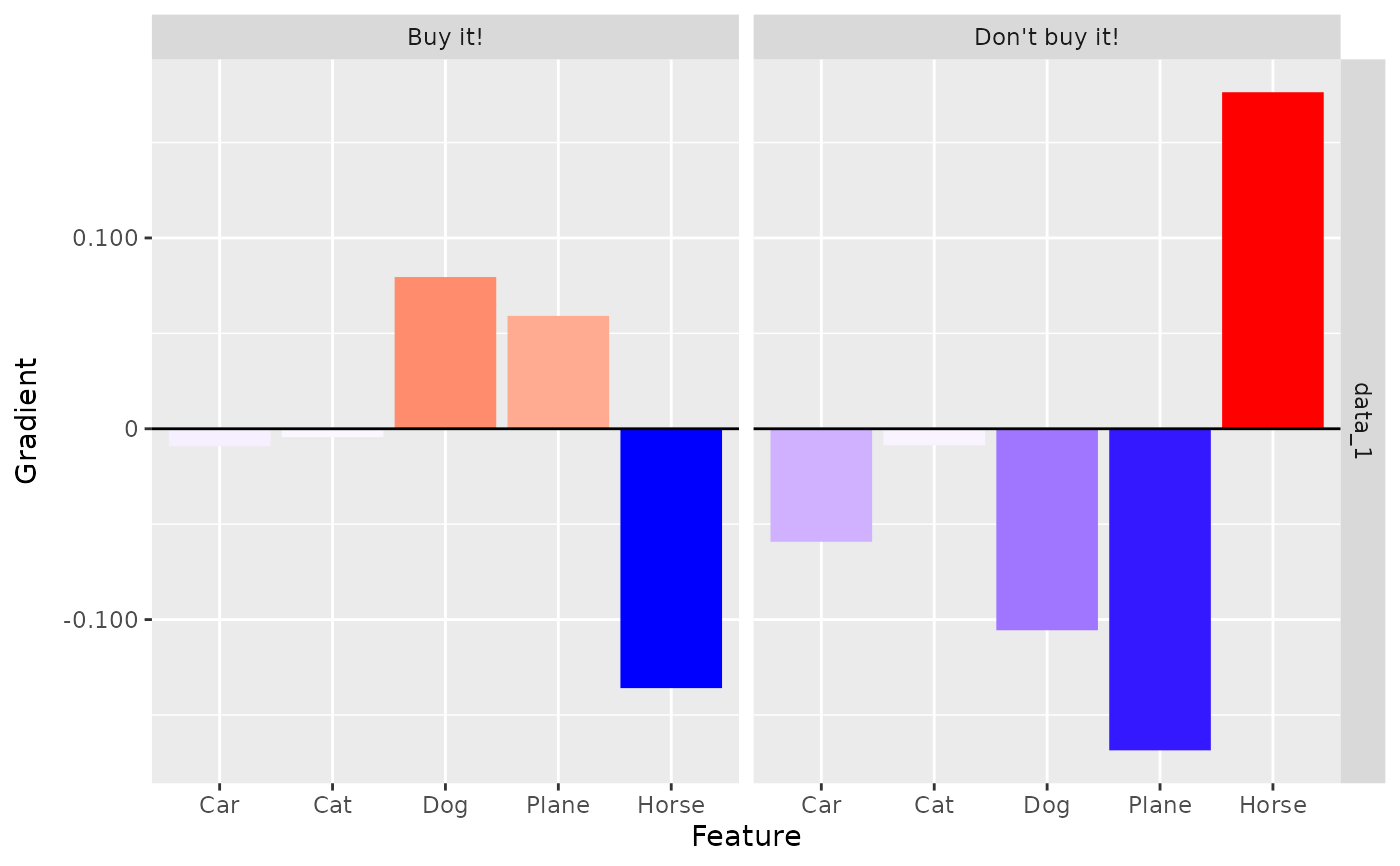 Buy it!
Don't buy it!
0.100
0
-0.100
Gradient
data_1
Car Cat Dog Plane Horse
Car Cat Dog Plane Horse
Feature